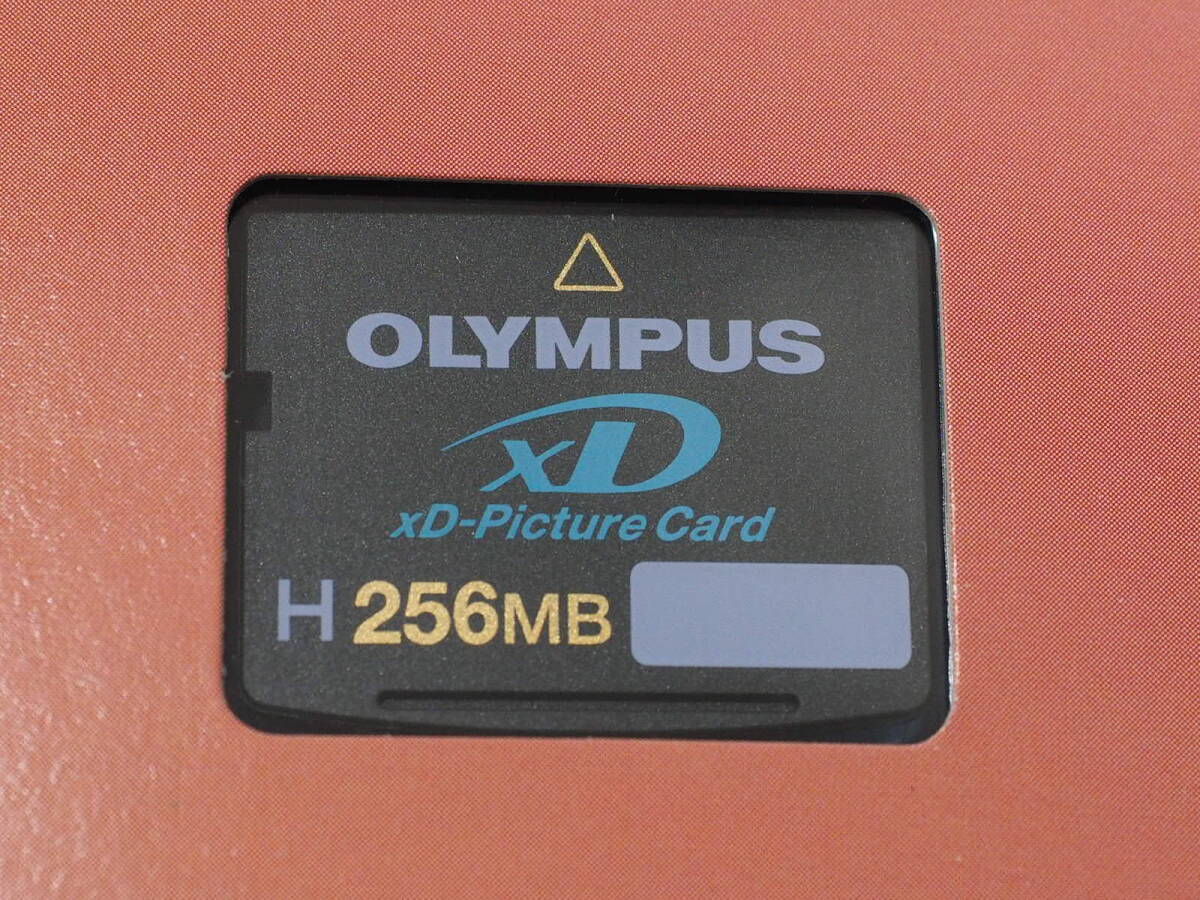 OLYMPUS
xD
xD-Picture Card
H 256MB